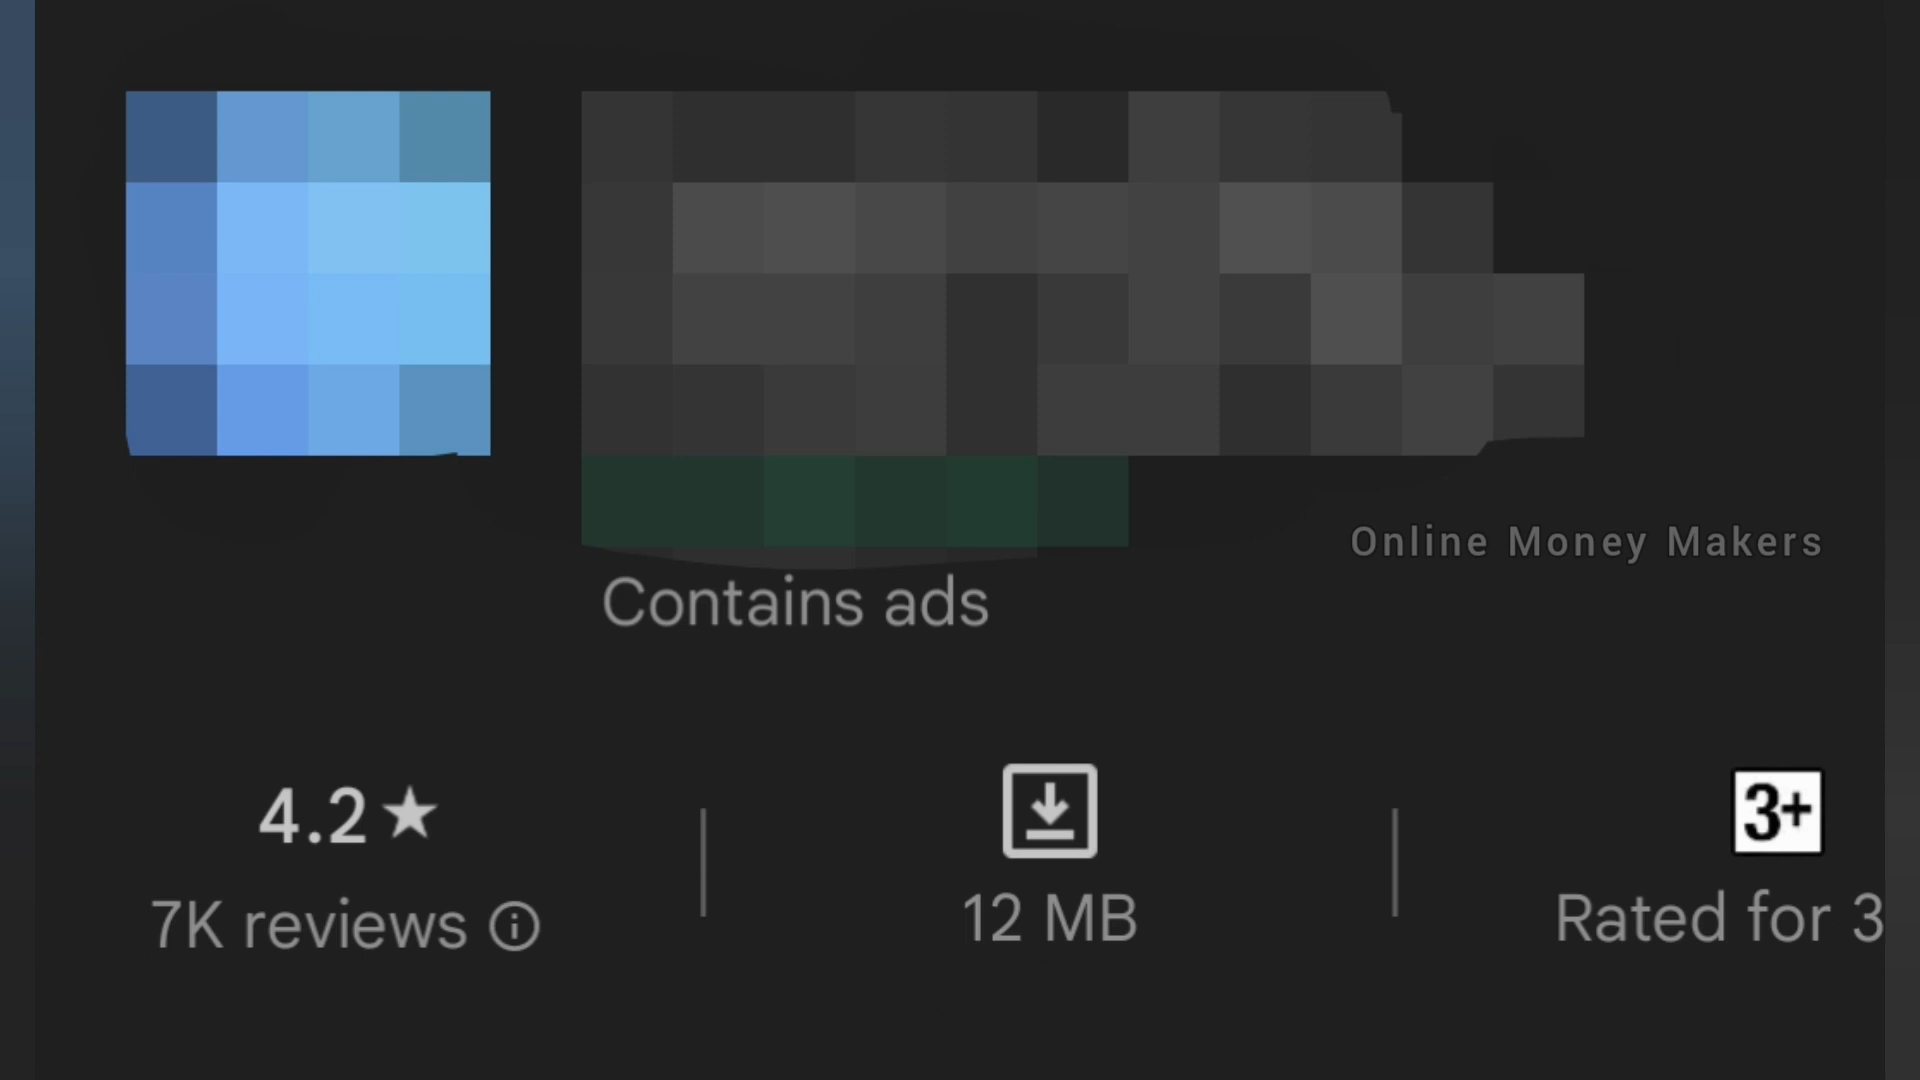 Online Money Makers
Contains ads
4.2★
7K reviews
12 MB
3+
Rated for 3